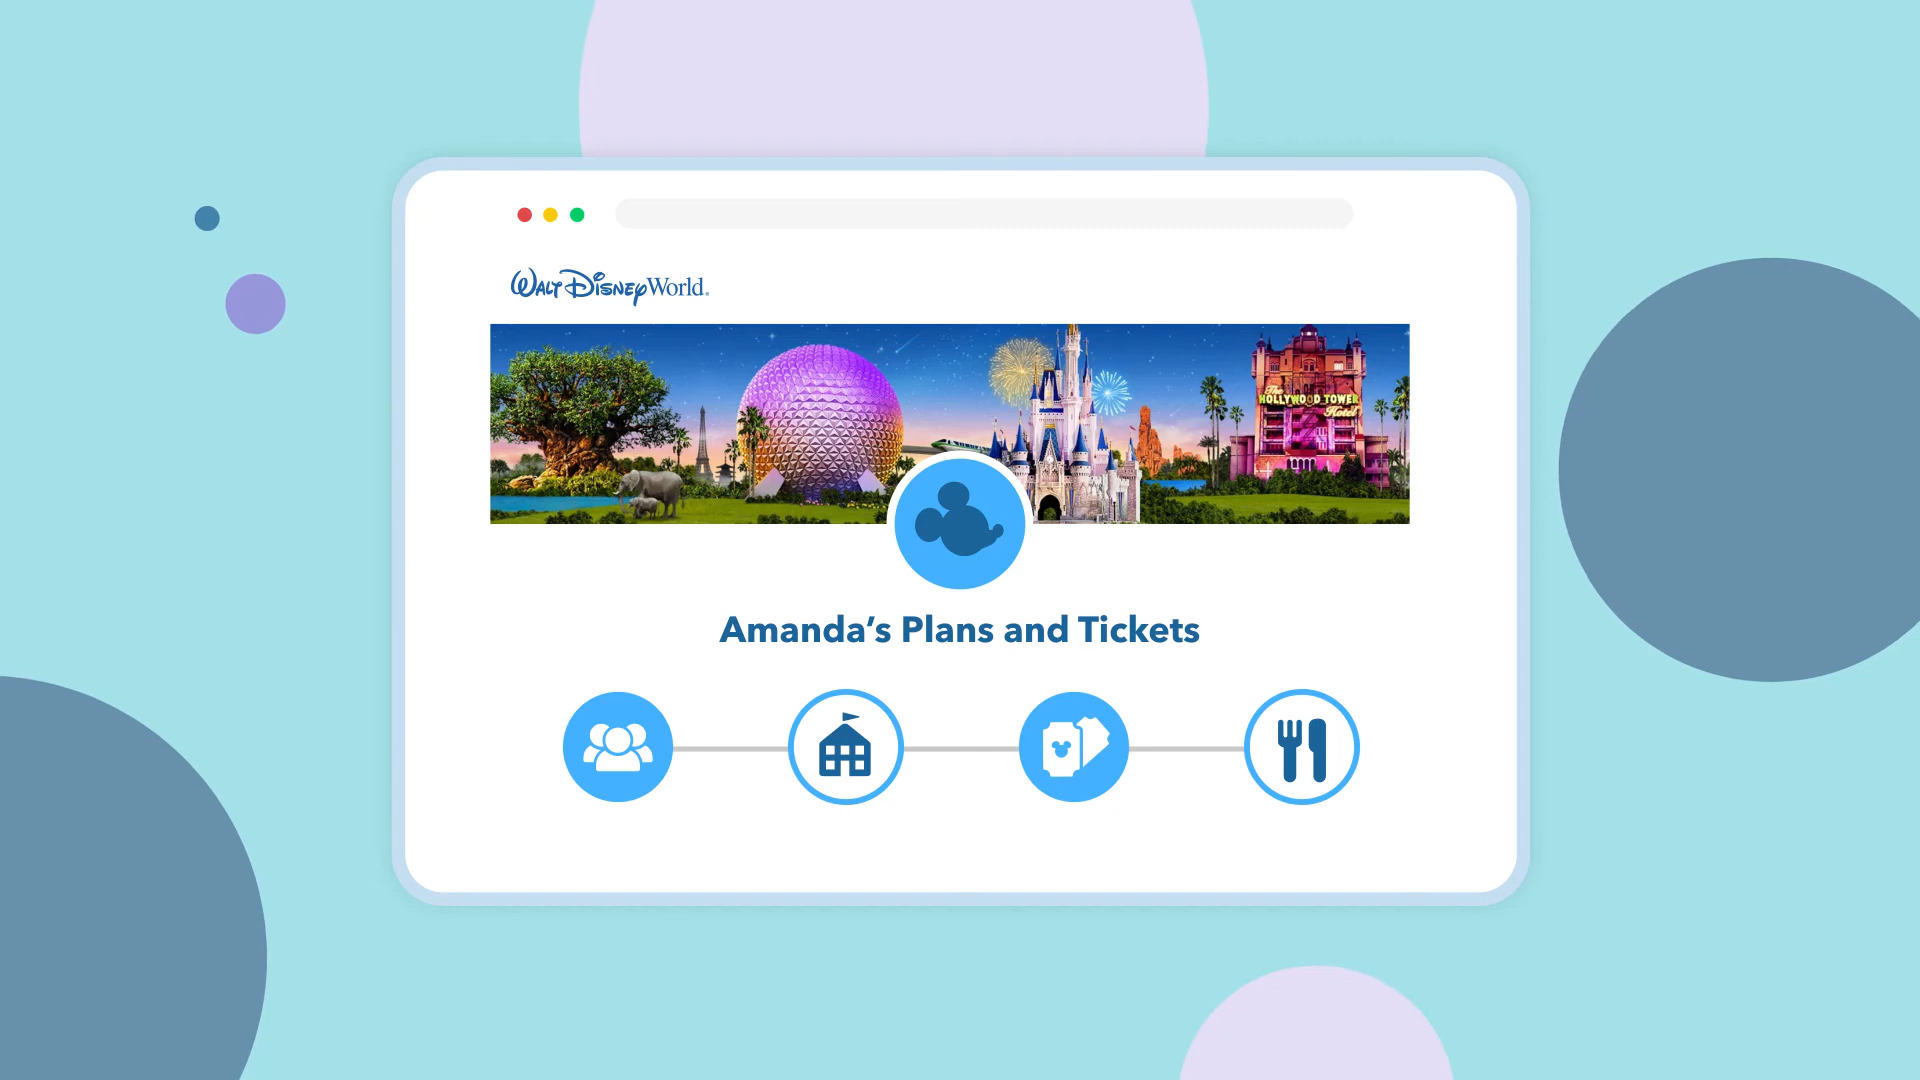 Walt Disney World®
The
HOLLYWOOD TOWER
Hotel
Amanda’s Plans and Tickets